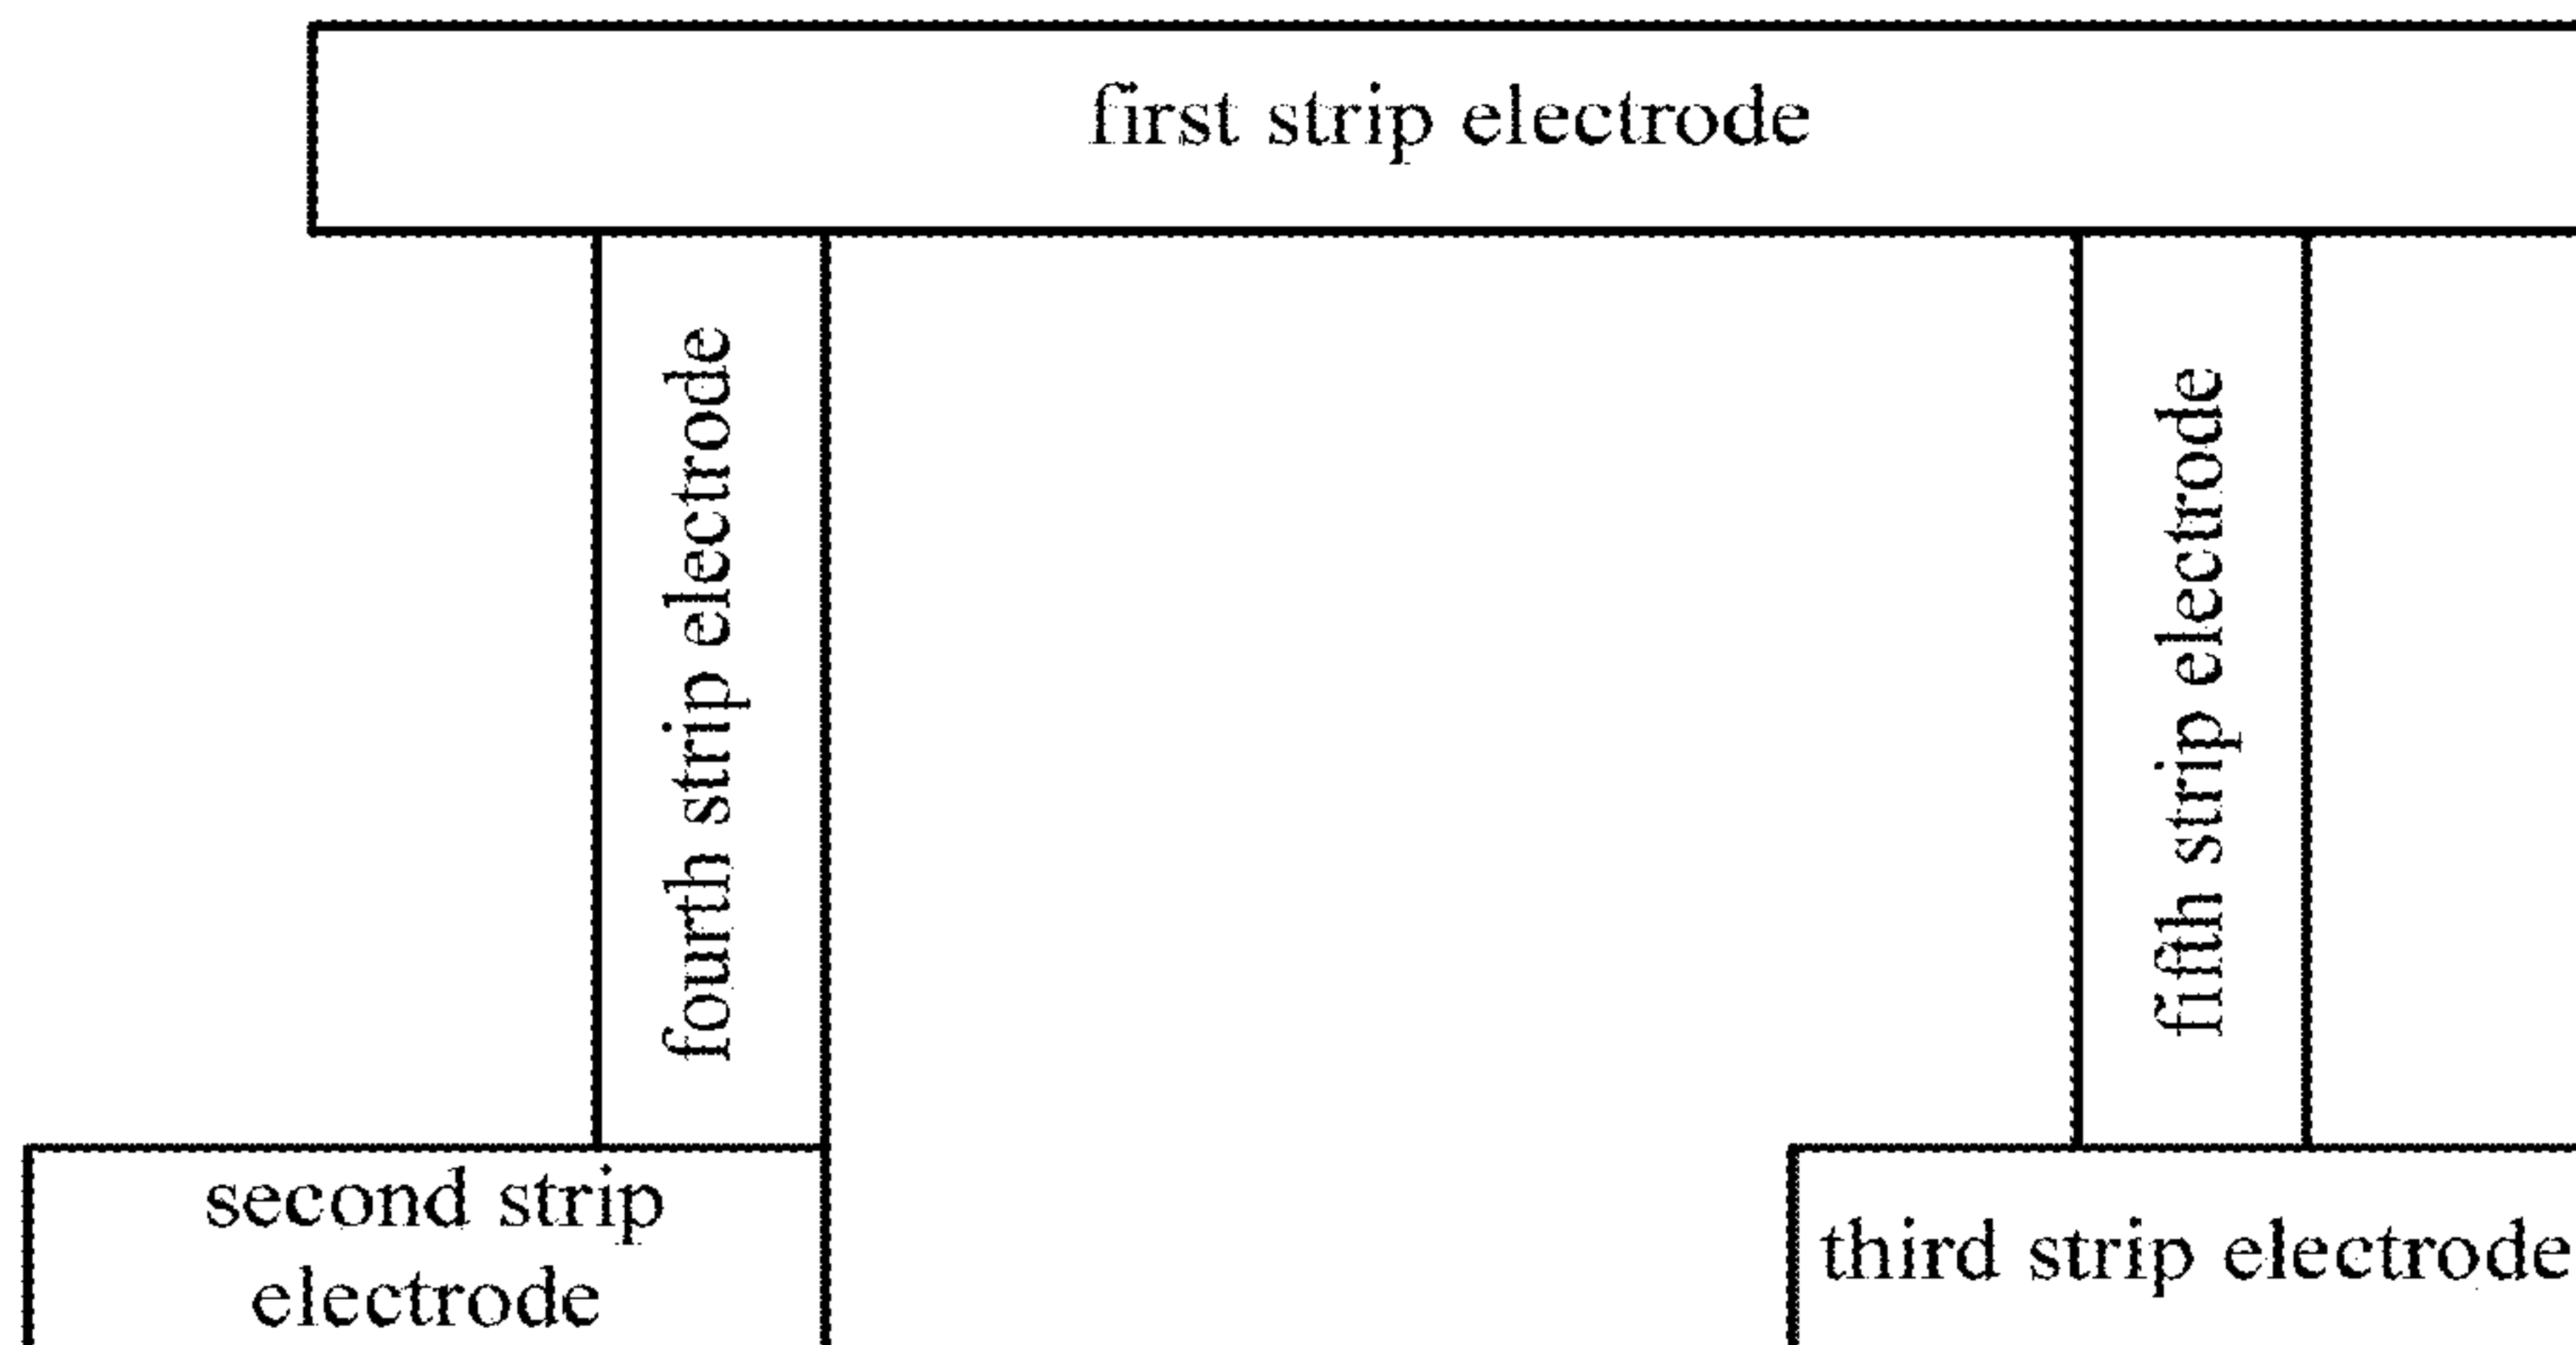 first strip electrode
fourth strip electrode
fifth strip electrode
second strip
electrode
third strip electrode